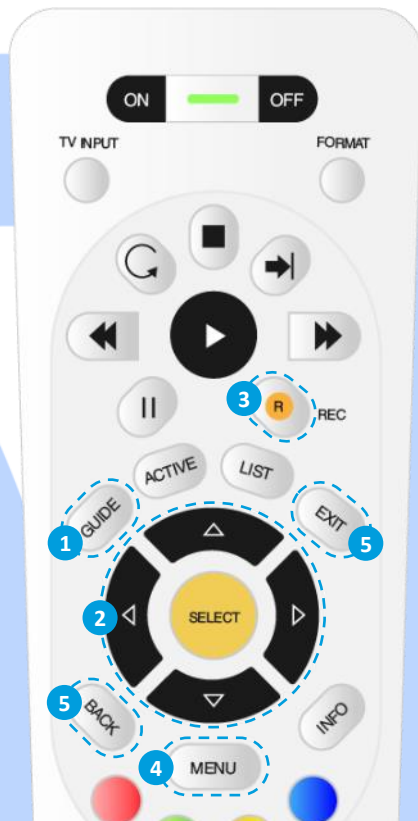 ON
OFF
TV INPUT
FORMAT
3
R
REC
ACTIVE
LIST
GUIDE
EXIT
1
5
2
SELECT
5
BACK
INFO
4
MENU